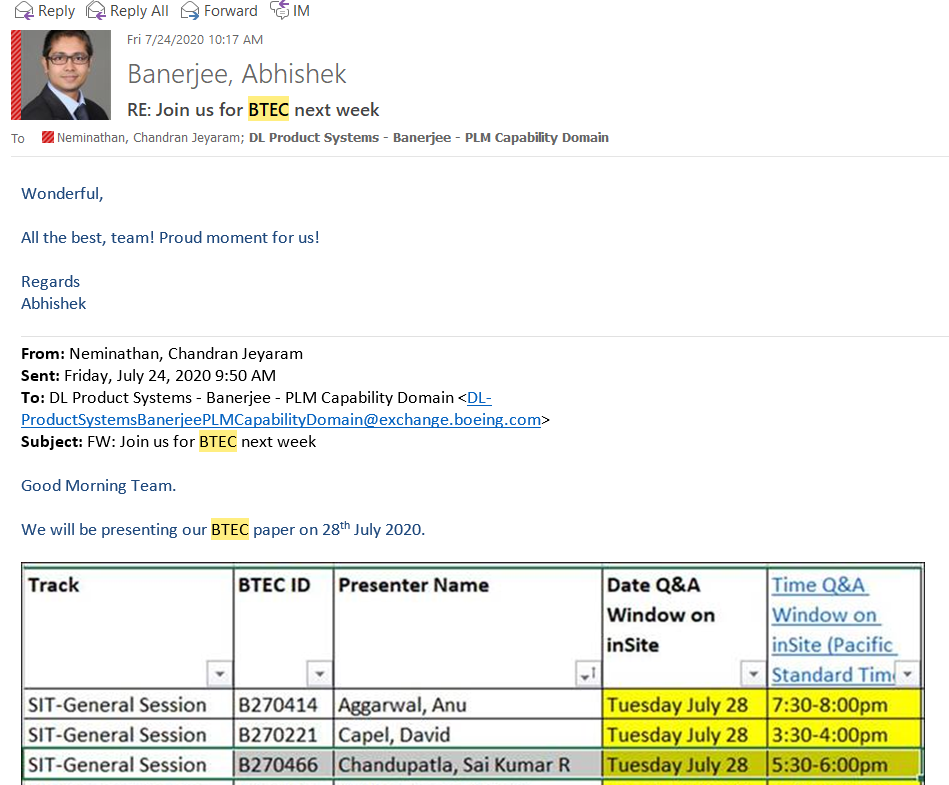 Reply Reply All Forward IM
Fri 7/24/2020 10:17 AM
Banerjee, Abhishek
RE: Join us for BTEC next week
To Neminathan, Chandran Jeyaram; DL Product Systems - Banerjee - PLM Capability Domain
Wonderful,
All the best, team! Proud moment for us!
Regards
Abhishek
From: Neminathan, Chandran Jeyaram
Sent: Friday, July 24, 2020 9:50 AM
To: DL Product Systems - Banerjee - PLM Capability Domain <DL-
ProductSystemsBanerjeePLMCapabilityDomain@exchange.boeing.com>
Subject: FW: Join us for BTEC next week
Good Morning Team.
We will be presenting our BTEC paper on 28th July 2020.
Track BTEC ID Presenter Name Date Q&A Time Q&A
Window on Window on
inSite inSite (Pacific
Standard Tim
SIT-General Session B270414 Aggarwal, Anu Tuesday July 28 7:30-8:00pm
SIT-General Session B270221 Capel, David Tuesday July 28 3:30-4:00pm
SIT-General Session B270466 Chandupatla, Sai Kumar R Tuesday July 28 5:30-6:00pm